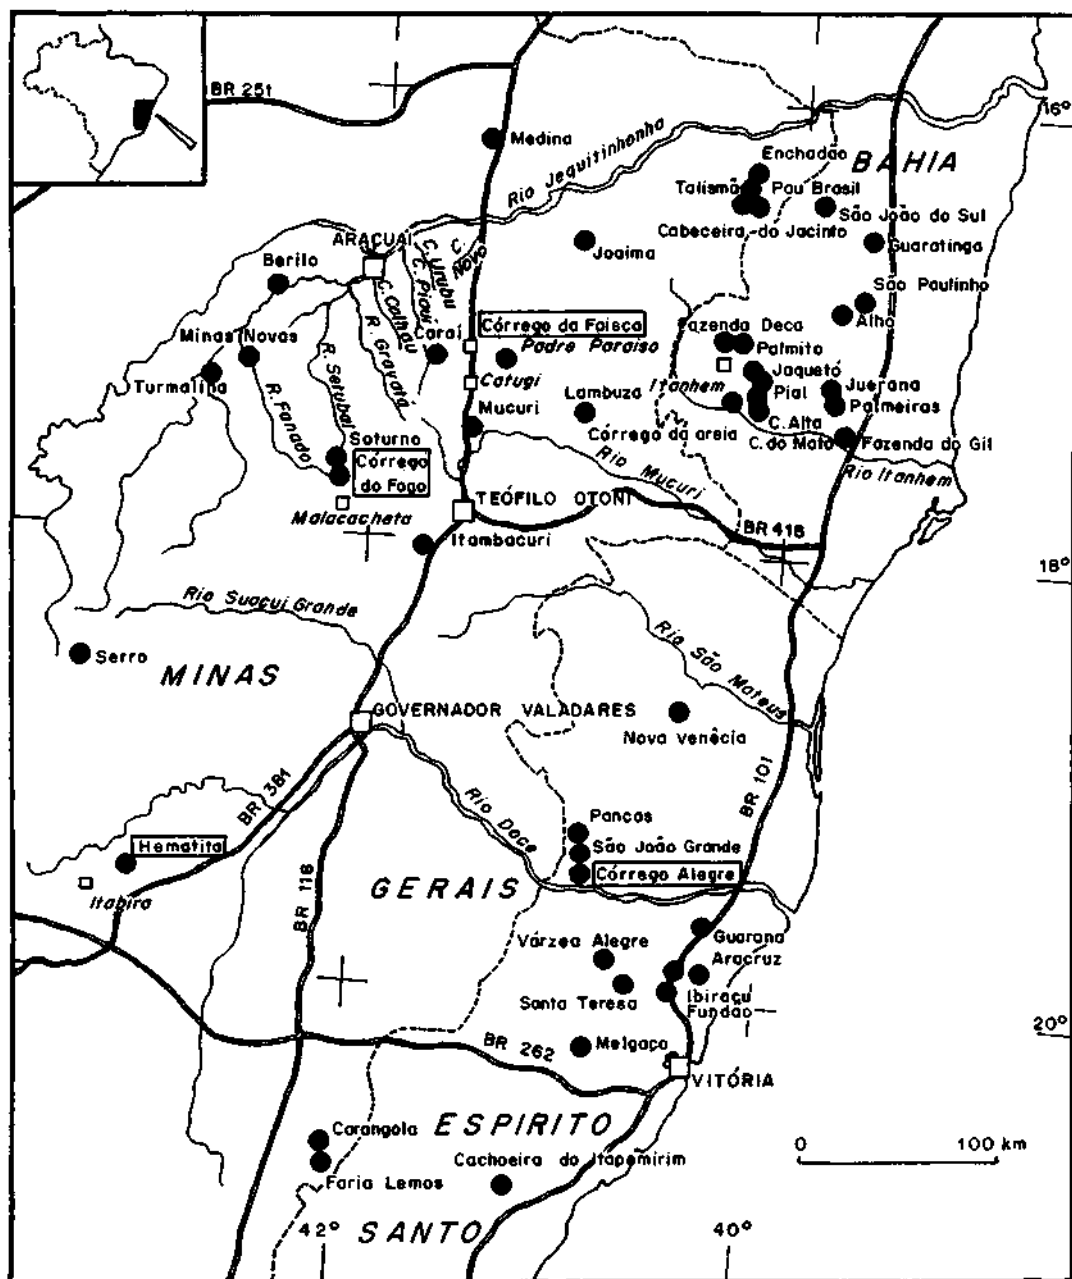 BR 251
16°
Medina
Rio Jequitinhonha
Enchadão
BAHIA
Talismã
Pau Brasil
São João do Sul
Cabeceira do Jacinto
Guaratinga
Joaima
ARAÇUAI
C. Urubu
C. Novo
C. Piauí
Berilo
C. Calhau
São Paulinho
Alho
Córrego da Faisca
Fazenda Deca
Minas Novas
R. Setubal
R. Gravatá
Caraí
Padre Paraiso
Palmito
Turmalina
Catugi
Jaquetó
Itanhem
Pial
Juerana
R. Fanado
Lambuza
Palmeiras
Mucuri
C. Alta
Córrego da areia
C. do Mato
Fazenda do Gil
Soturno
Córrego
do Fogo
Rio Mucuri
Rio Itanhem
Malacacheta
TEÓFILO OTONI
BR 418
Itambacuri
18°
Rio Suaçui Grande
Rio São Mateus
Serro
MINAS
GOVERNADOR VALADARES
Nova Venêcia
BR 381
Rio Doce
BR 101
Pancas
Hematita
São João Grande
Córrego Alegre
GERAIS
Itabira
BR 116
Guarana
Várzea Alegre
Aracruz
Santa Teresa
Ibiraçu
Fundão
20°
BR 262
Melgaço
VITÓRIA
Carangola
ESPIRITO
0 100 km
Cachoeira do Itapemirim
Faria Lemos
42°
SANTO
40°